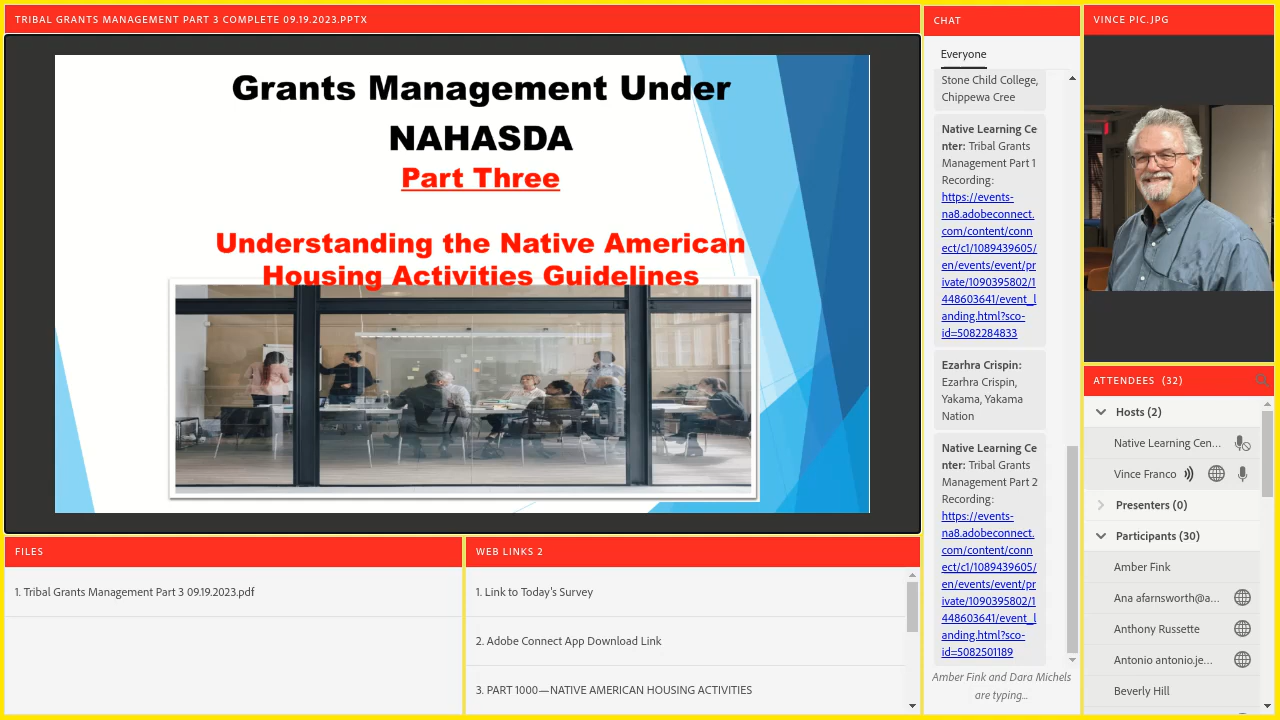 TRIBAL GRANTS MANAGEMENT PART 3 COMPLETE 09.19.2023.PPTX
Grants Management Under
NAHASDA
Part Three
Understanding the Native American
Housing Activities Guidelines
FILES
1. Tribal Grants Management Part 3 09.19.2023.pdf
WEB LINKS 2
1. Link to Today's Survey
2. Adobe Connect App Download Link
3. PART 1000—NATIVE AMERICAN HOUSING ACTIVITIES
CHAT
Everyone
Stone Child College,
Chippewa Cree
Native Learning Ce
nter: Tribal Grants
Management Part 1
Recording:
https://events-
na8.adobeconnect.
com/content/conn
ect/c1/1089439605/
en/events/event/pr
ivate/1090395802/1
448603641/event_l
anding.html?sco-
id=5082284833
Ezarhra Crispin:
Ezarhra Crispin,
Yakama, Yakama
Nation
Native Learning Ce
nter: Tribal Grants
Management Part 2
Recording:
https://events-
na8.adobeconnect.
com/content/conn
ect/c1/1089439605/
en/events/event/pr
ivate/1090395802/1
448603641/event_l
anding.html?sco-
id=5082501189
Amber Fink and Dara Michels
are typing...
VINCE PIC.JPG
ATTENDEES (32)
Hosts (2)
Native Learning Cen...
Vince Franco
Presenters (0)
Participants (30)
Amber Fink
Ana afarnsworth@a...
Anthony Russette
Antonio antonio.je...
Beverly Hill